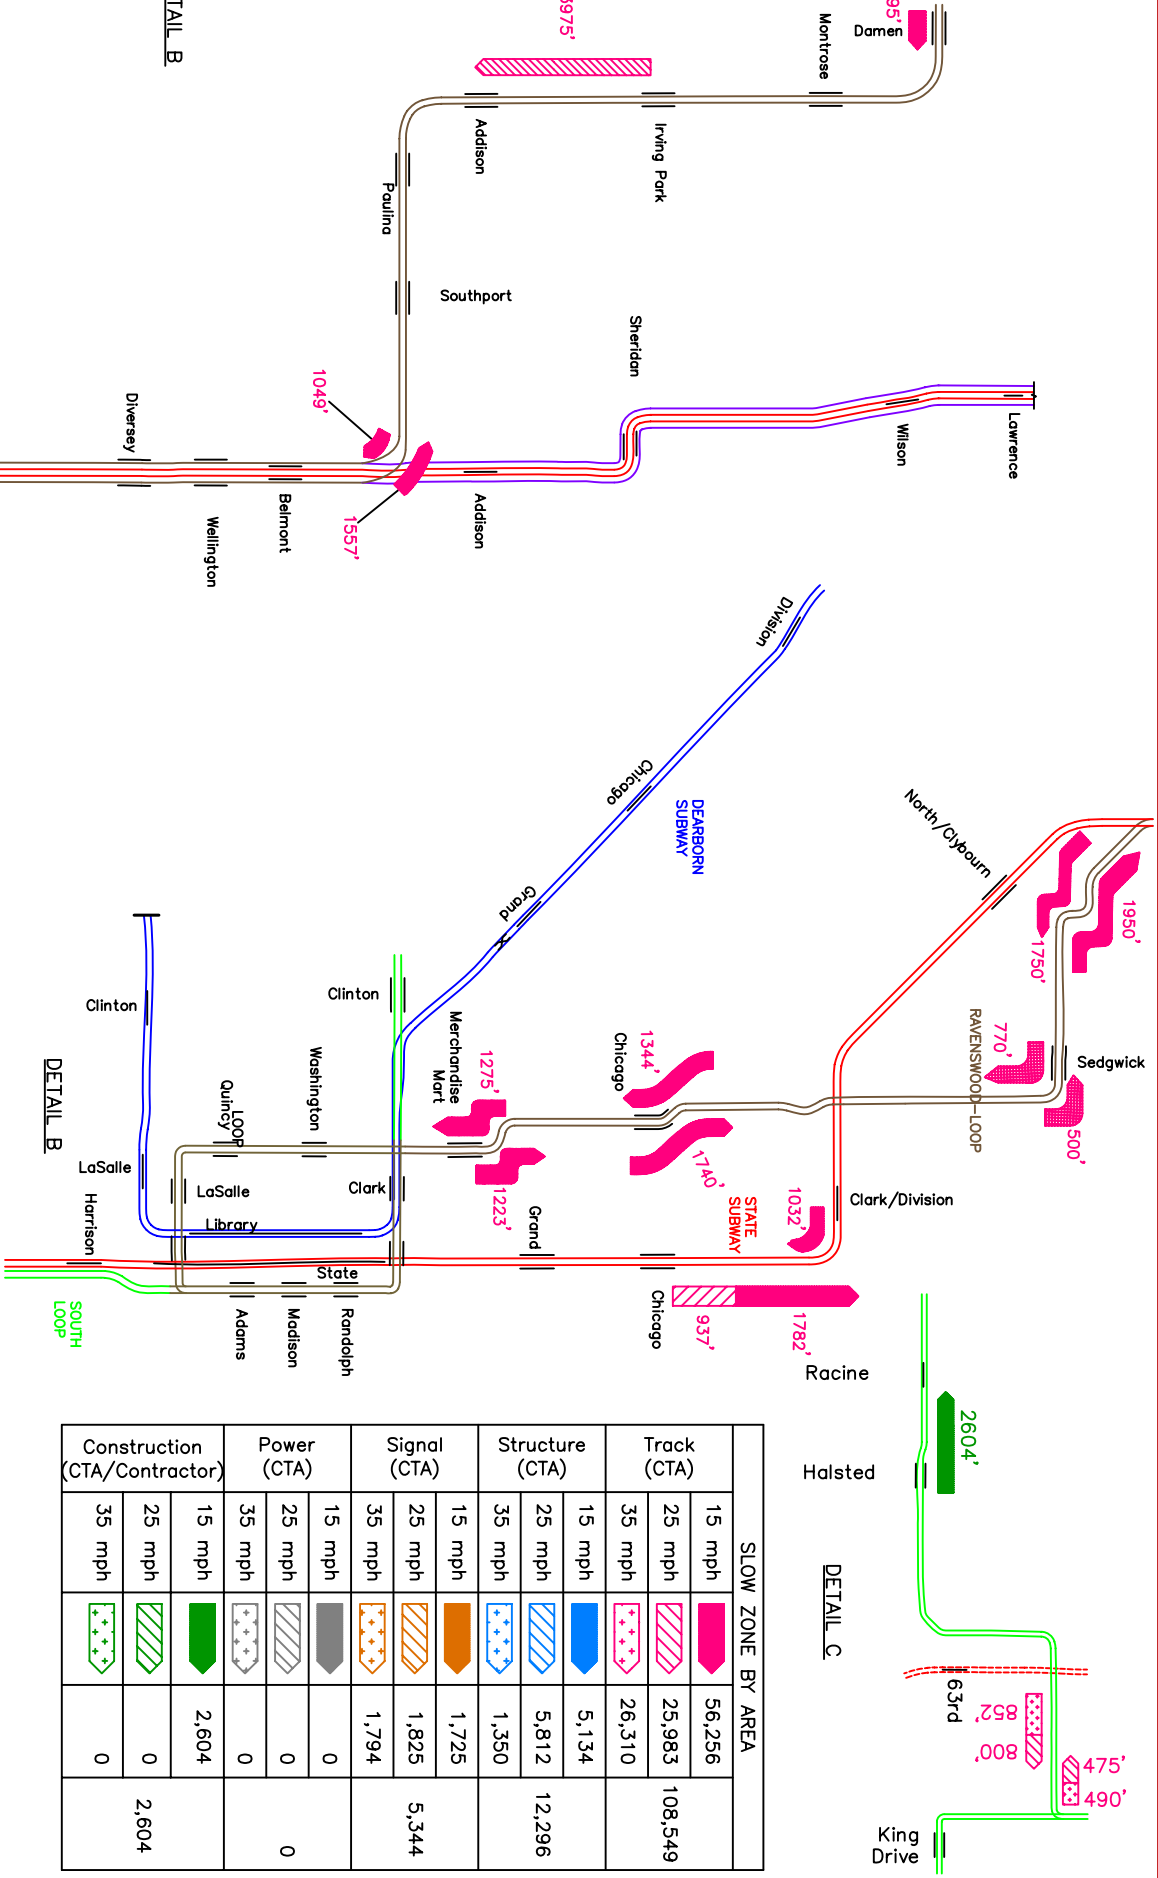 TAIL B
3975'
95'
Damen
Montrose
Irving Park
Addison
Paulina
Southport
Sheridan
1049'
1557'
Diversey
Wellington
Belmont
Addison
Wilson
Lawrence
Division
Chicago
Grand
DEARBORN
SUBWAY
North/Clybourn
1950'
1750'
770'
500'
RAVENSWOOD-LOOP
Sedgwick
Clinton
Clinton
Merchandise
Mart
1275'
1223'
1344'
1740'
Chicago
Washington
Quincy
LOOP
DETAIL B
LaSalle
LaSalle
Harrison
Library
Clark
State
Grand
STATE
SUBWAY
1032'
Clark/Division
Chicago
937'
1782'
Adams
Madison
Randolph
SOUTH
LOOP
Racine
Halsted
2604'
DETAIL C
63rd
852'
800'
475'
490'
King
Drive
SLOW ZONE BY AREA
Track
(CTA)
15 mph 56,256
25 mph 25,983
35 mph 26,310
108,549
Structure
(CTA)
15 mph 5,134
25 mph 5,812
35 mph 1,350
12,296
Signal
(CTA)
15 mph 1,725
25 mph 1,825
35 mph 1,794
5,344
Power
(CTA)
15 mph 0
25 mph 0
35 mph 0
0
Construction
(CTA/Contractor)
15 mph 2,604
25 mph 0
35 mph 0
2,604